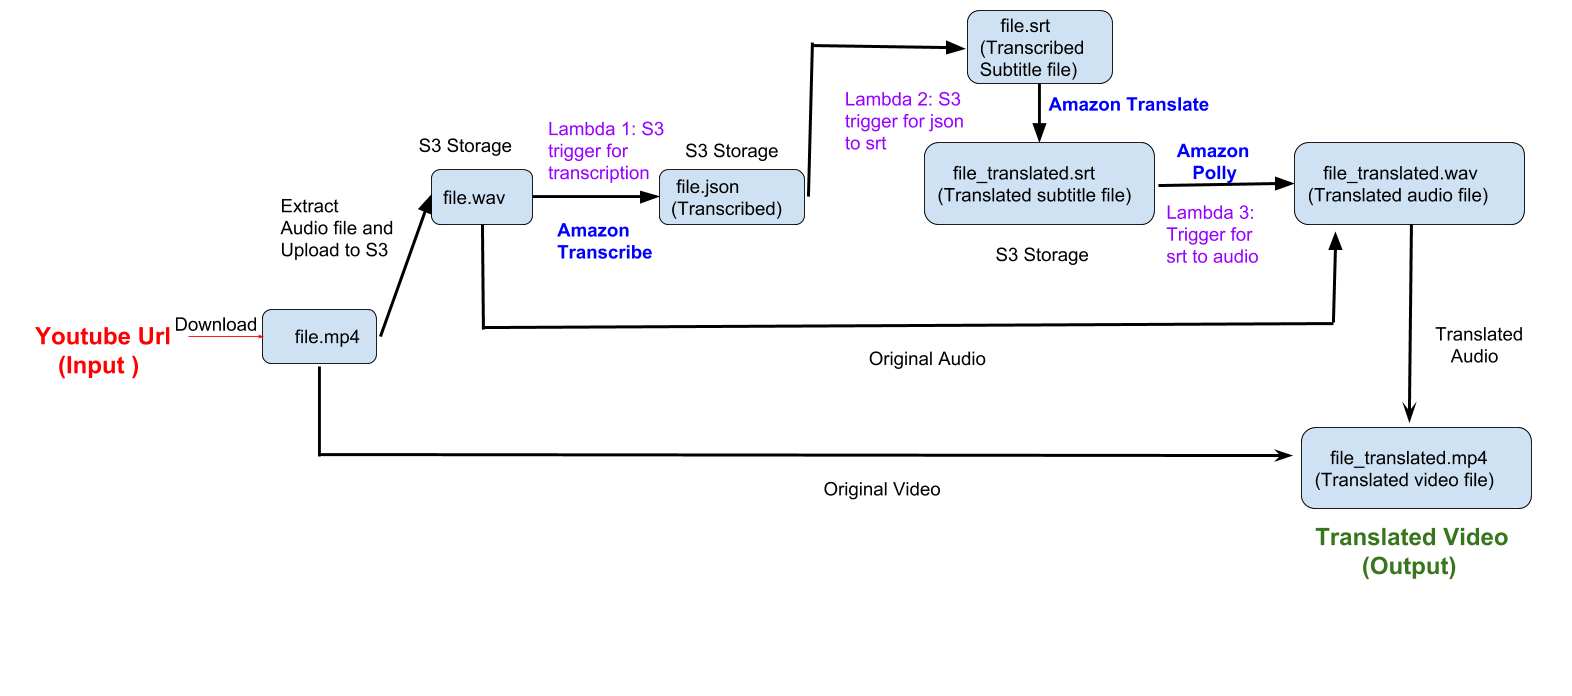 file.srt
(Transcribed
Subtitle file)
Lambda 2: S3
trigger for json
to srt
Amazon Translate
Lambda 1: S3
trigger for
transcription
S3 Storage
S3 Storage
Amazon
Polly
file.wav
file.json
(Transcribed)
file_translated.srt
(Translated subtitle file)
file_translated.wav
(Translated audio file)
Extract
Audio file and
Upload to S3
Amazon
Transcribe
S3 Storage
Lambda 3:
Trigger for
srt to audio
Youtube Url
(Input )
Download
file.mp4
Original Audio
Translated
Audio
Original Video
file_translated.mp4
(Translated video file)
Translated Video
(Output)